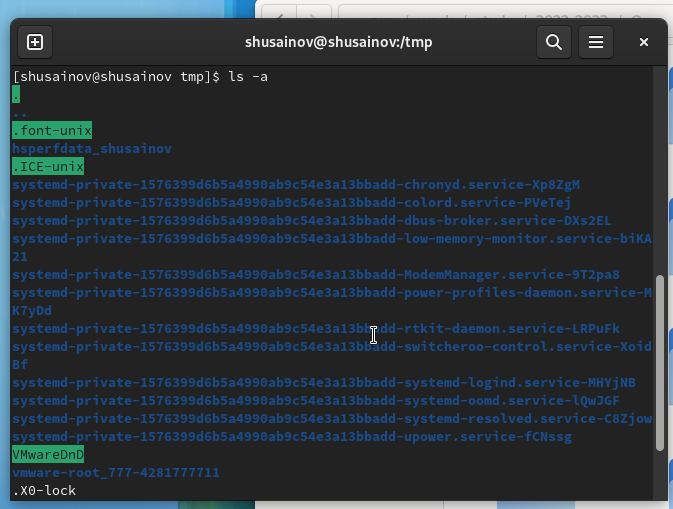 shusainov@shusainov:/tmp
[shusainov@shusainov tmp]$ ls -a
.
..
.font-unix
hsperfdata_shusainov
.ICE-unix
systemd-private-1576399d6b5a4990ab9c54e3a13bbadd-chronyd.service-Xp8ZgM
systemd-private-1576399d6b5a4990ab9c54e3a13bbadd-colord.service-PVeTej
systemd-private-1576399d6b5a4990ab9c54e3a13bbadd-dbus-broker.service-DXs2EL
systemd-private-1576399d6b5a4990ab9c54e3a13bbadd-low-memory-monitor.service-biKA
21
systemd-private-1576399d6b5a4990ab9c54e3a13bbadd-ModemManager.service-9T2pa8
systemd-private-1576399d6b5a4990ab9c54e3a13bbadd-power-profiles-daemon.service-M
K7yDd
systemd-private-1576399d6b5a4990ab9c54e3a13bbadd-rtkit-daemon.service-LRPuFk
systemd-private-1576399d6b5a4990ab9c54e3a13bbadd-switcheroo-control.service-Xoid
Bf
systemd-private-1576399d6b5a4990ab9c54e3a13bbadd-systemd-logind.service-MHYjNB
systemd-private-1576399d6b5a4990ab9c54e3a13bbadd-systemd-oomd.service-lQwJGF
systemd-private-1576399d6b5a4990ab9c54e3a13bbadd-systemd-resolved.service-C8Zjow
systemd-private-1576399d6b5a4990ab9c54e3a13bbadd-upower.service-fCNssg
VMwareDnD
vmware-root_777-4281777711
.X0-lock